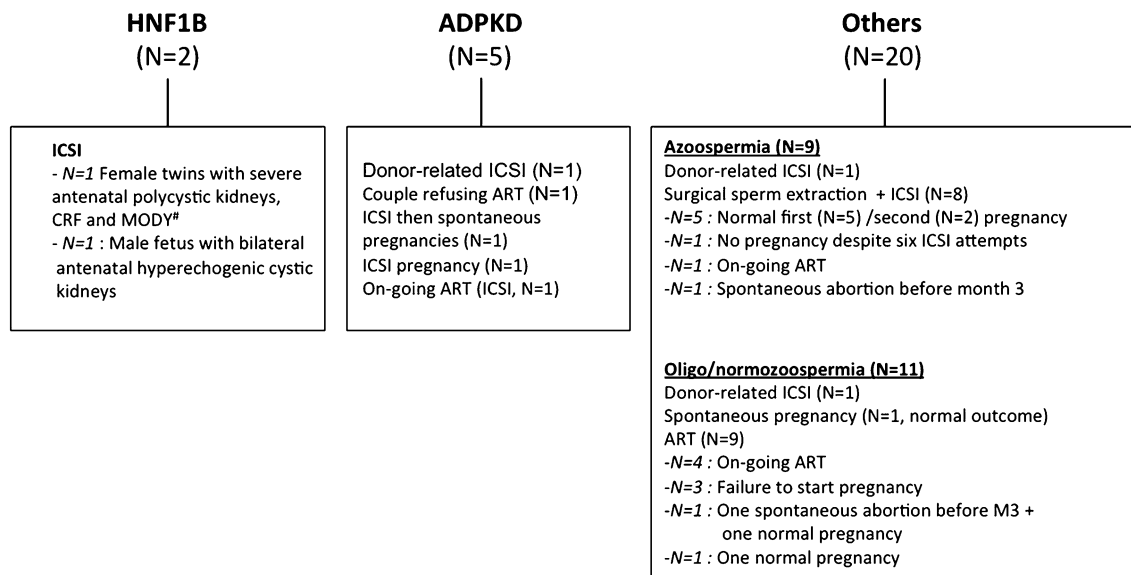 HNF1B
(N=2)
ICSI
- N=1 Female twins with severe
antenatal polycystic kidneys,
CRF and MODY#
- N=1 : Male fetus with bilateral
antenatal hyperechogenic cystic
kidneys
ADPKD
(N=5)
Donor-related ICSI (N=1)
Couple refusing ART (N=1)
ICSI then spontaneous
pregnancies (N=1)
ICSI pregnancy (N=1)
On-going ART (ICSI, N=1)
Others
(N=20)
Azoospermia (N=9)
Donor-related ICSI (N=1)
Surgical sperm extraction + ICSI (N=8)
-N=5 : Normal first (N=5) /second (N=2) pregnancy
-N=1 : No pregnancy despite six ICSI attempts
-N=1 : On-going ART
-N=1 : Spontaneous abortion before month 3
Oligo/normozoospermia (N=11)
Donor-related ICSI (N=1)
Spontaneous pregnancy (N=1, normal outcome)
ART (N=9)
-N=4 : On-going ART
-N=3 : Failure to start pregnancy
-N=1 : One spontaneous abortion before M3 +
one normal pregnancy
-N=1 : One normal pregnancy